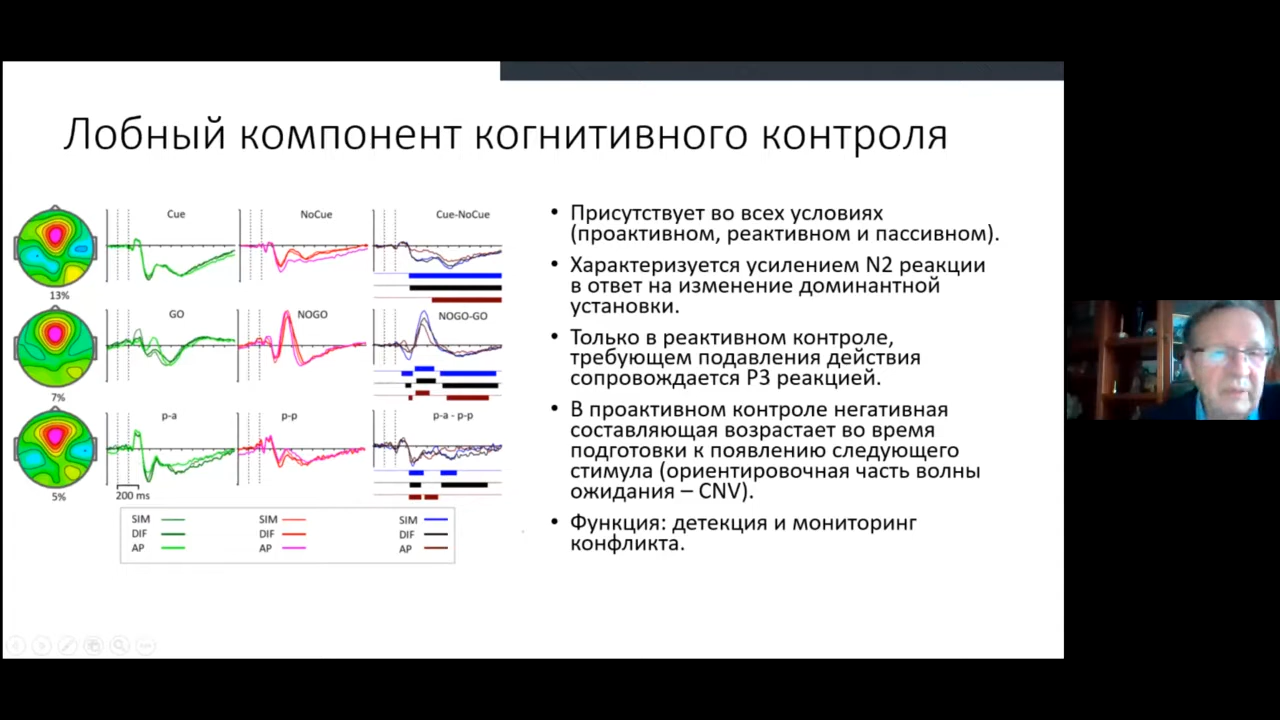 Лобный компонент когнитивного контроля
Cue
NoCue
Cue-NoCue
13%
GO
NOGO
NOGO-GO
7%
p-a
p-p
p-a - p-p
5%
200 ms
SIM
DIF
AP
SIM
DIF
AP
SIM
DIF
AP
• Присутствует во всех условиях
(проактивном, реактивном и пассивном).
• Характеризуется усилением N2 реакции
в ответ на изменение доминантной
установки.
• Только в реактивном контроле,
требующем подавления действия
сопровождается P3 реакцией.
• В проактивном контроле негативная
составляющая возрастает во время
подготовки к появлению следующего
стимула (ориентировочная часть волны
ожидания – CNV).
• Функция: детекция и мониторинг
конфликта.